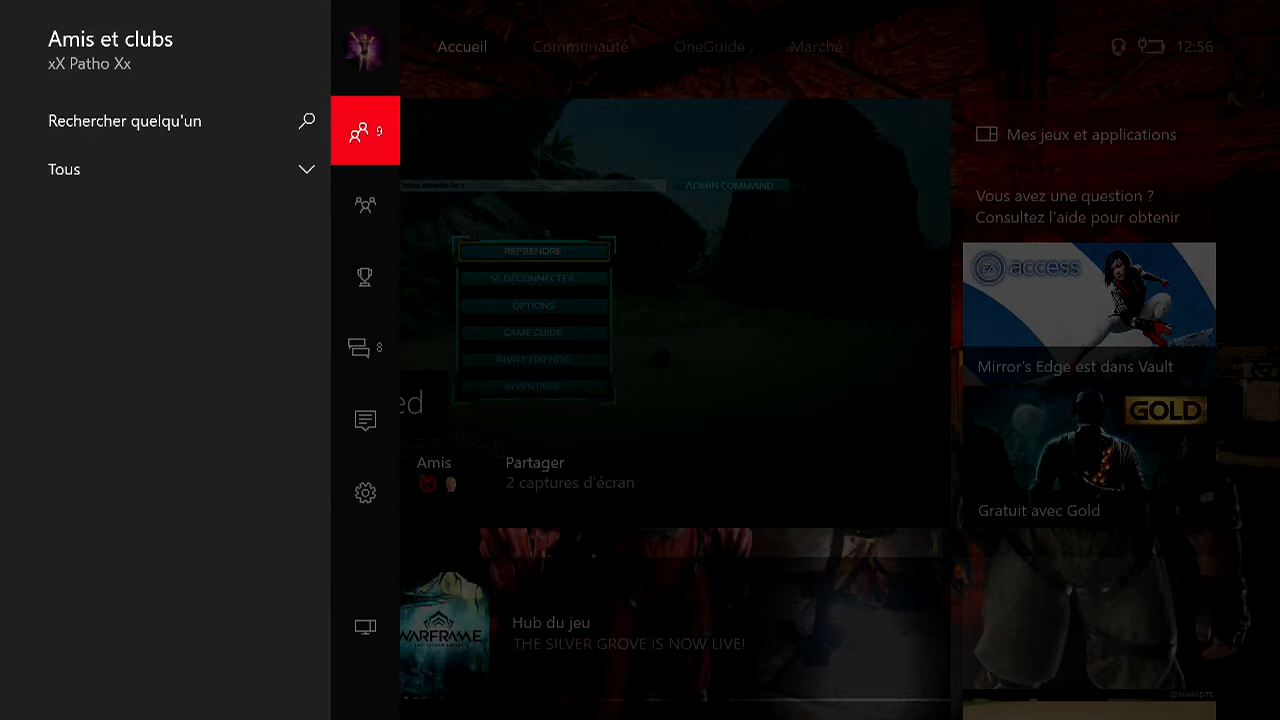 Amis et clubs
xX Patho Xx
Rechercher quelqu'un
Tous
9
8
Accueil
Communauté
OneGuide
Marché
12:56
ADMIN COMMAND
REPRENDRE
SE DÉCONNECTER
OPTIONS
GAME GUIDE
INVITE FRIENDS
INVENTAIRE
ed
Amis
Partager
2 captures d'écran
WARFRAME
Hub du jeu
THE SILVER GROVE IS NOW LIVE!
Mes jeux et applications
Vous avez une question ?
Consultez l'aide pour obtenir
EA access
Mirror's Edge est dans Vault
GOLD
Gratuit avec Gold
COMMANDITÉ